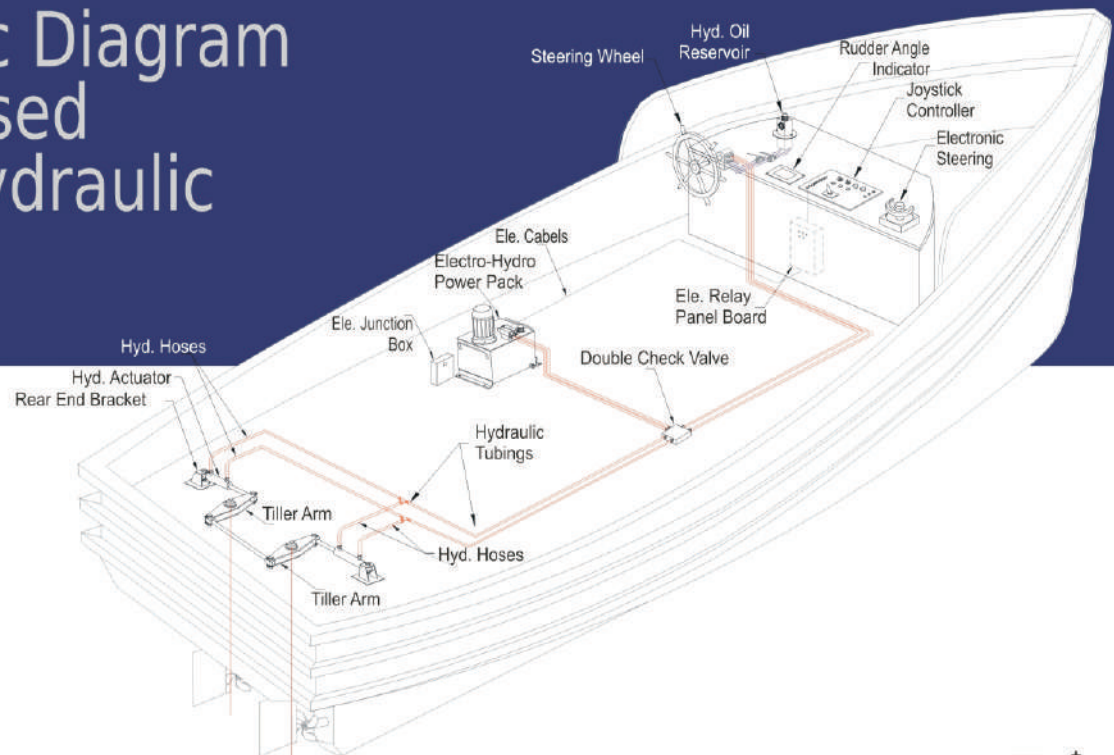 c Diagram
sed
ydraulic
Steering Wheel
Hyd. Oil
Reservoir
Rudder Angle
Indicator
Joystick
Controller
Electronic
Steering
Ele. Cabels
Electro-Hydro
Power Pack
Ele. Relay
Panel Board
Ele. Junction
Box
Double Check Valve
Hyd. Hoses
Hyd. Actuator
Rear End Bracket
Hydraulic
Tubings
Tiller Arm
Hyd. Hoses
Tiller Arm